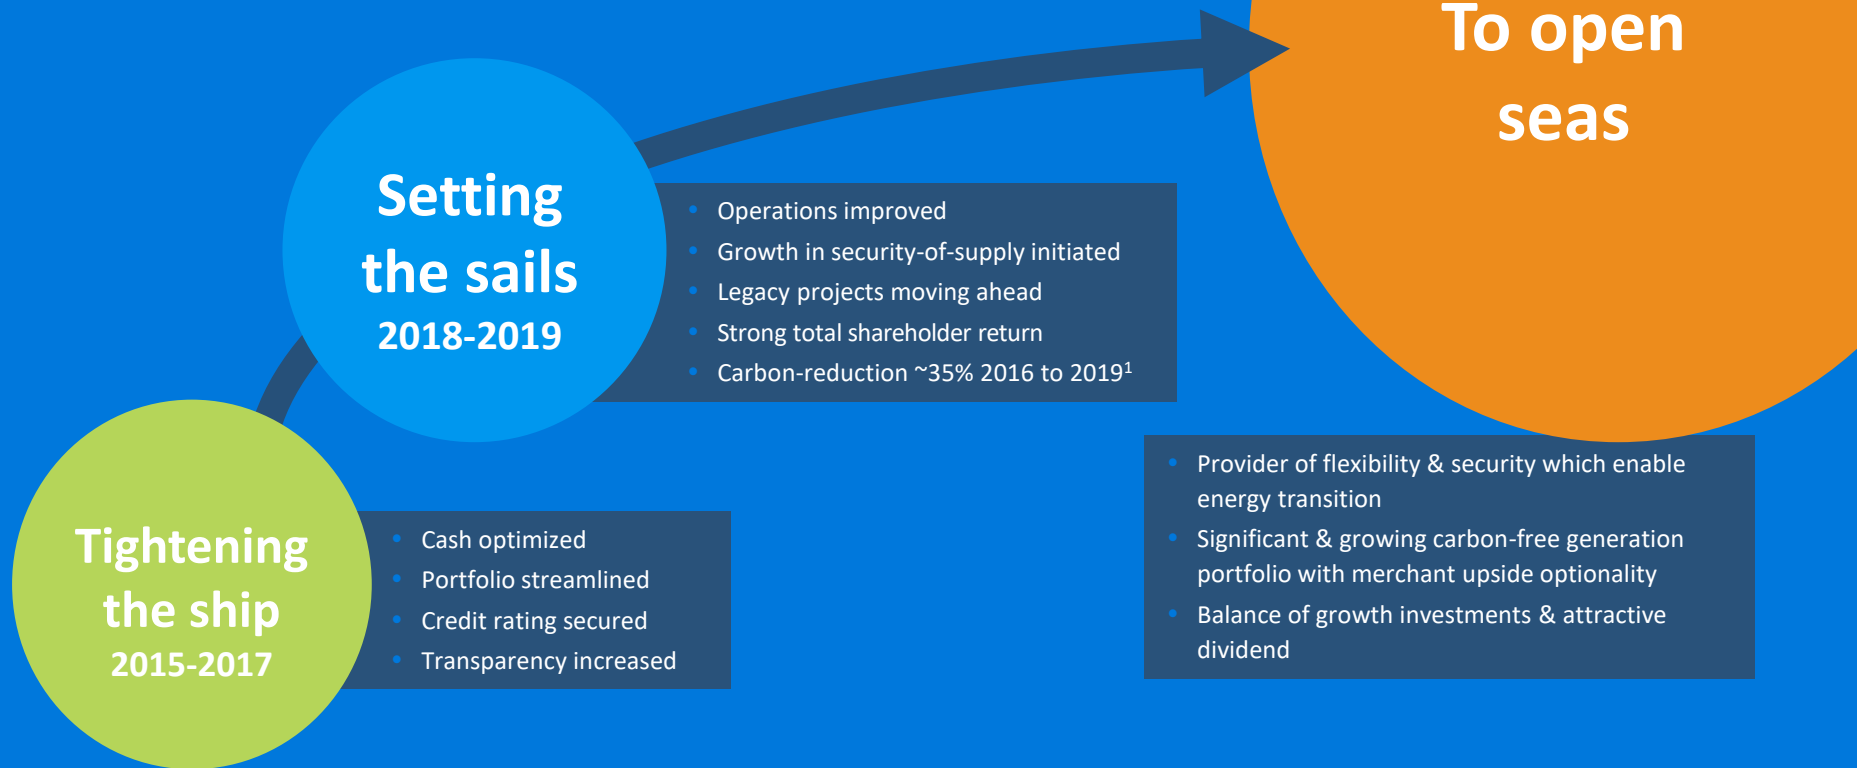 To open
seas
Setting
the sails
2018-2019
• Operations improved
• Growth in security-of-supply initiated
• Legacy projects moving ahead
• Strong total shareholder return
• Carbon-reduction ~35% 2016 to 2019¹
Tightening
the ship
2015-2017
• Cash optimized
• Portfolio streamlined
• Credit rating secured
• Transparency increased
• Provider of flexibility & security which enable
energy transition
• Significant & growing carbon-free generation
portfolio with merchant upside optionality
• Balance of growth investments & attractive
dividend